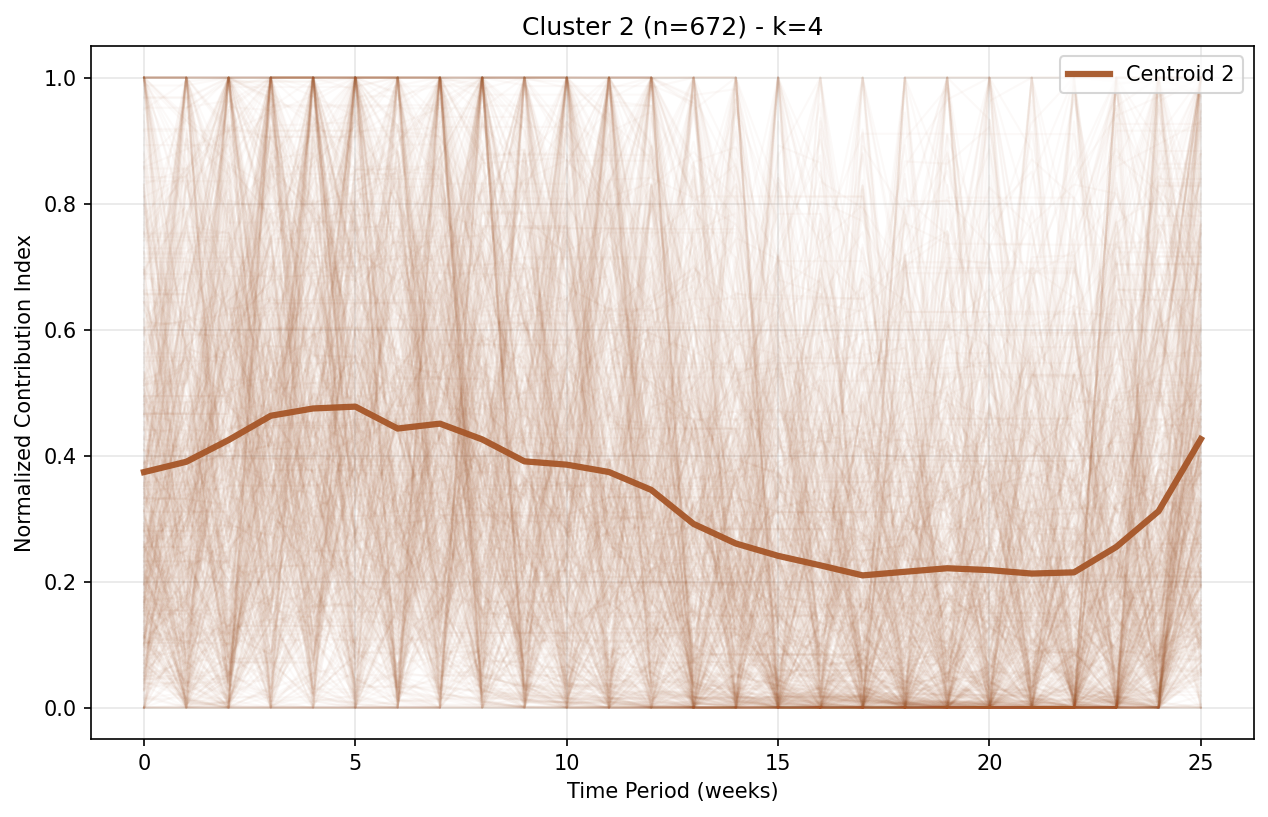 Cluster 2 (n=672) - k=4
Centroid 2
Normalized Contribution Index
1.0
0.8
0.6
0.4
0.2
0.0
0 5 10 15 20 25
Time Period (weeks)